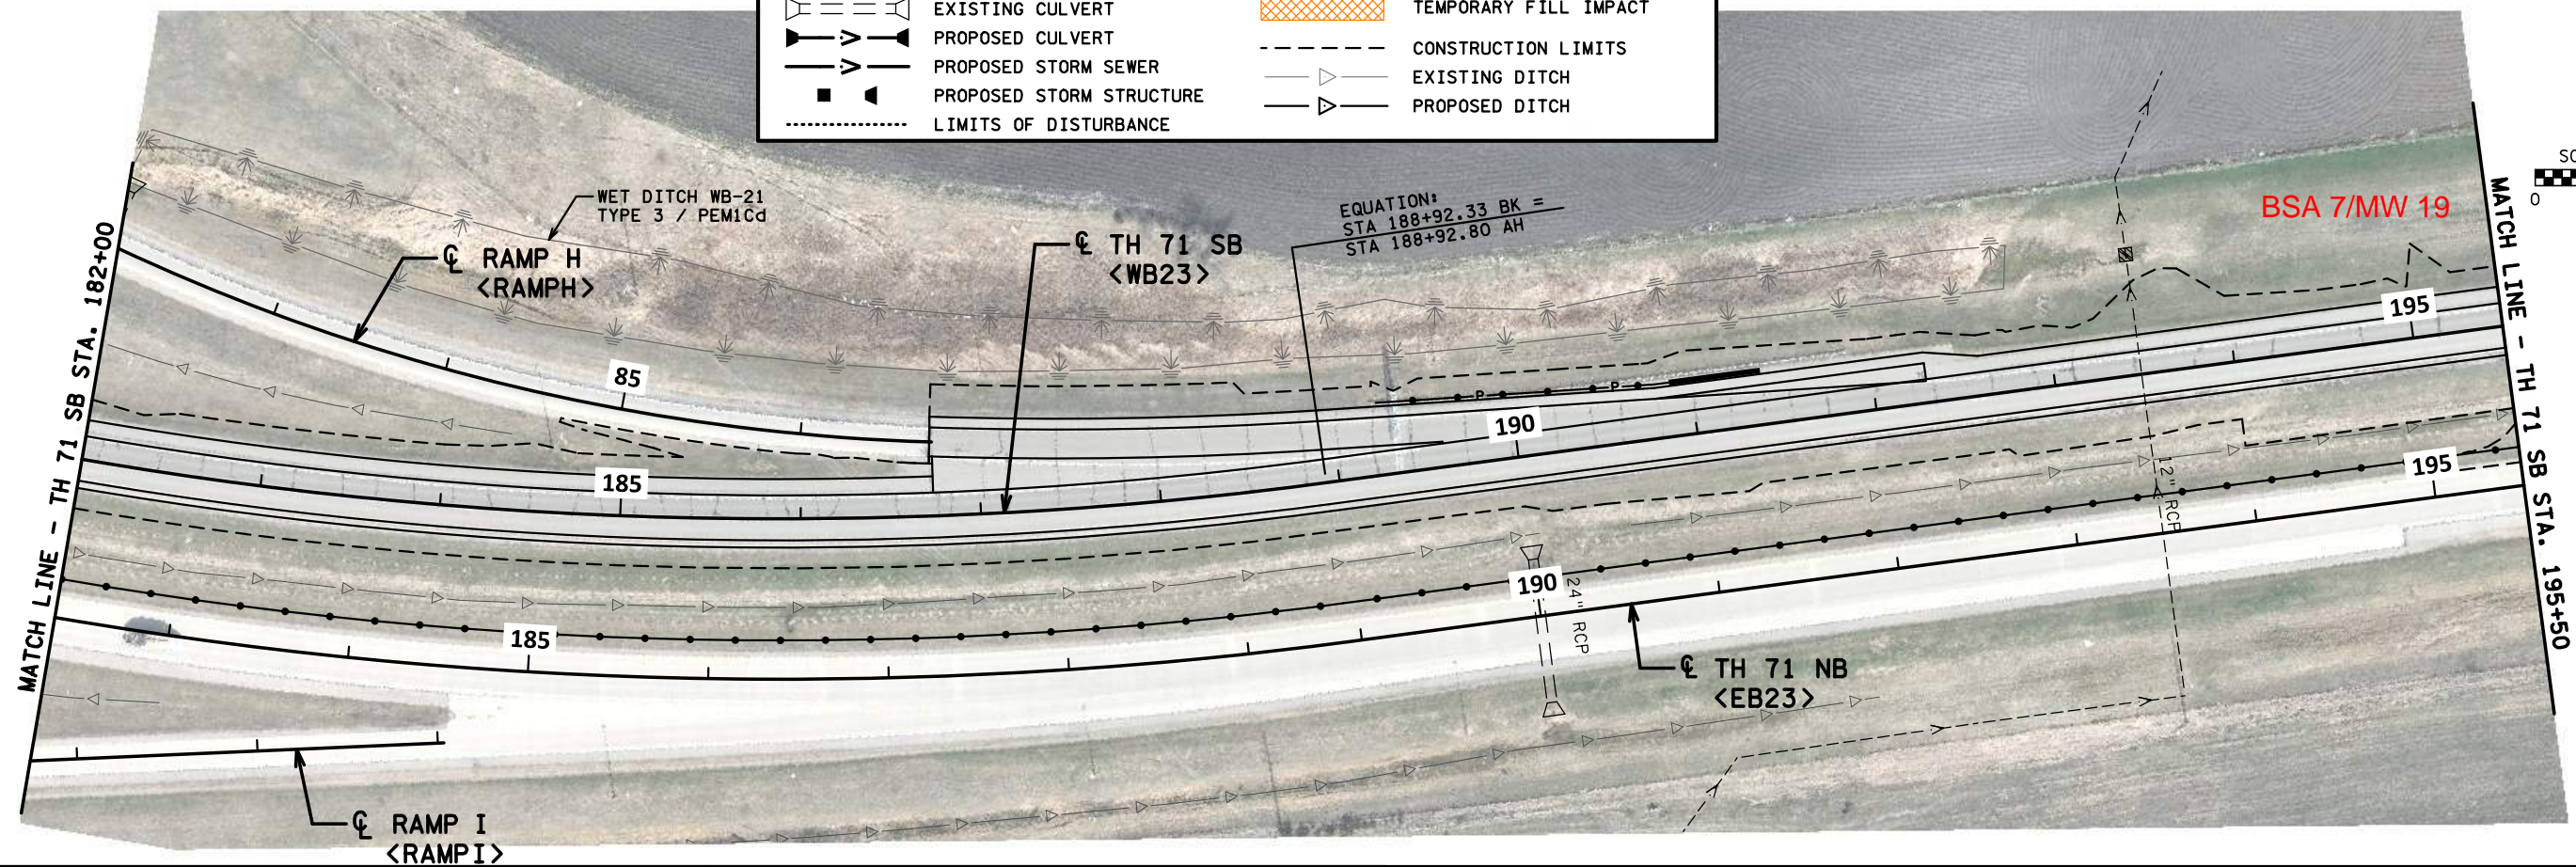 EXISTING CULVERT
PROPOSED CULVERT
PROPOSED STORM SEWER
PROPOSED STORM STRUCTURE
LIMITS OF DISTURBANCE
TEMPORARY FILL IMPACT
CONSTRUCTION LIMITS
EXISTING DITCH
PROPOSED DITCH
WET DITCH WB-21
TYPE 3 / PEM1Cd
EQUATION:
STA 188+92.33 BK =
STA 188+92.80 AH
BSA 7/MW 19
SC
0
MATCH LINE - TH 71 SB STA. 182+00
℄ RAMP H
<RAMPH>
℄ TH 71 SB
<WB23>
85
185
190
195
P
P
185
190
195
12" RCP
24" RCP
℄ TH 71 NB
<EB23>
℄ RAMP I
<RAMPI>
MATCH LINE - TH 71 SB STA. 195+50